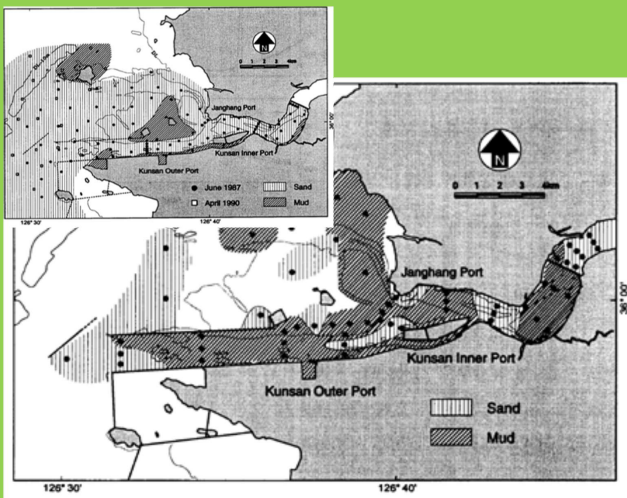 N
0 1 2 3 4km
Janghang Port
36° 00'
Kunsan Inner Port
Kunsan Outer Port
June 1987
Sand
April 1990
Mud
126° 30'
126° 40'
N
0 1 2 3 4km
Janghang Port
36° 00'
Kunsan Inner Port
Kunsan Outer Port
Sand
Mud
126° 30'
126° 40'